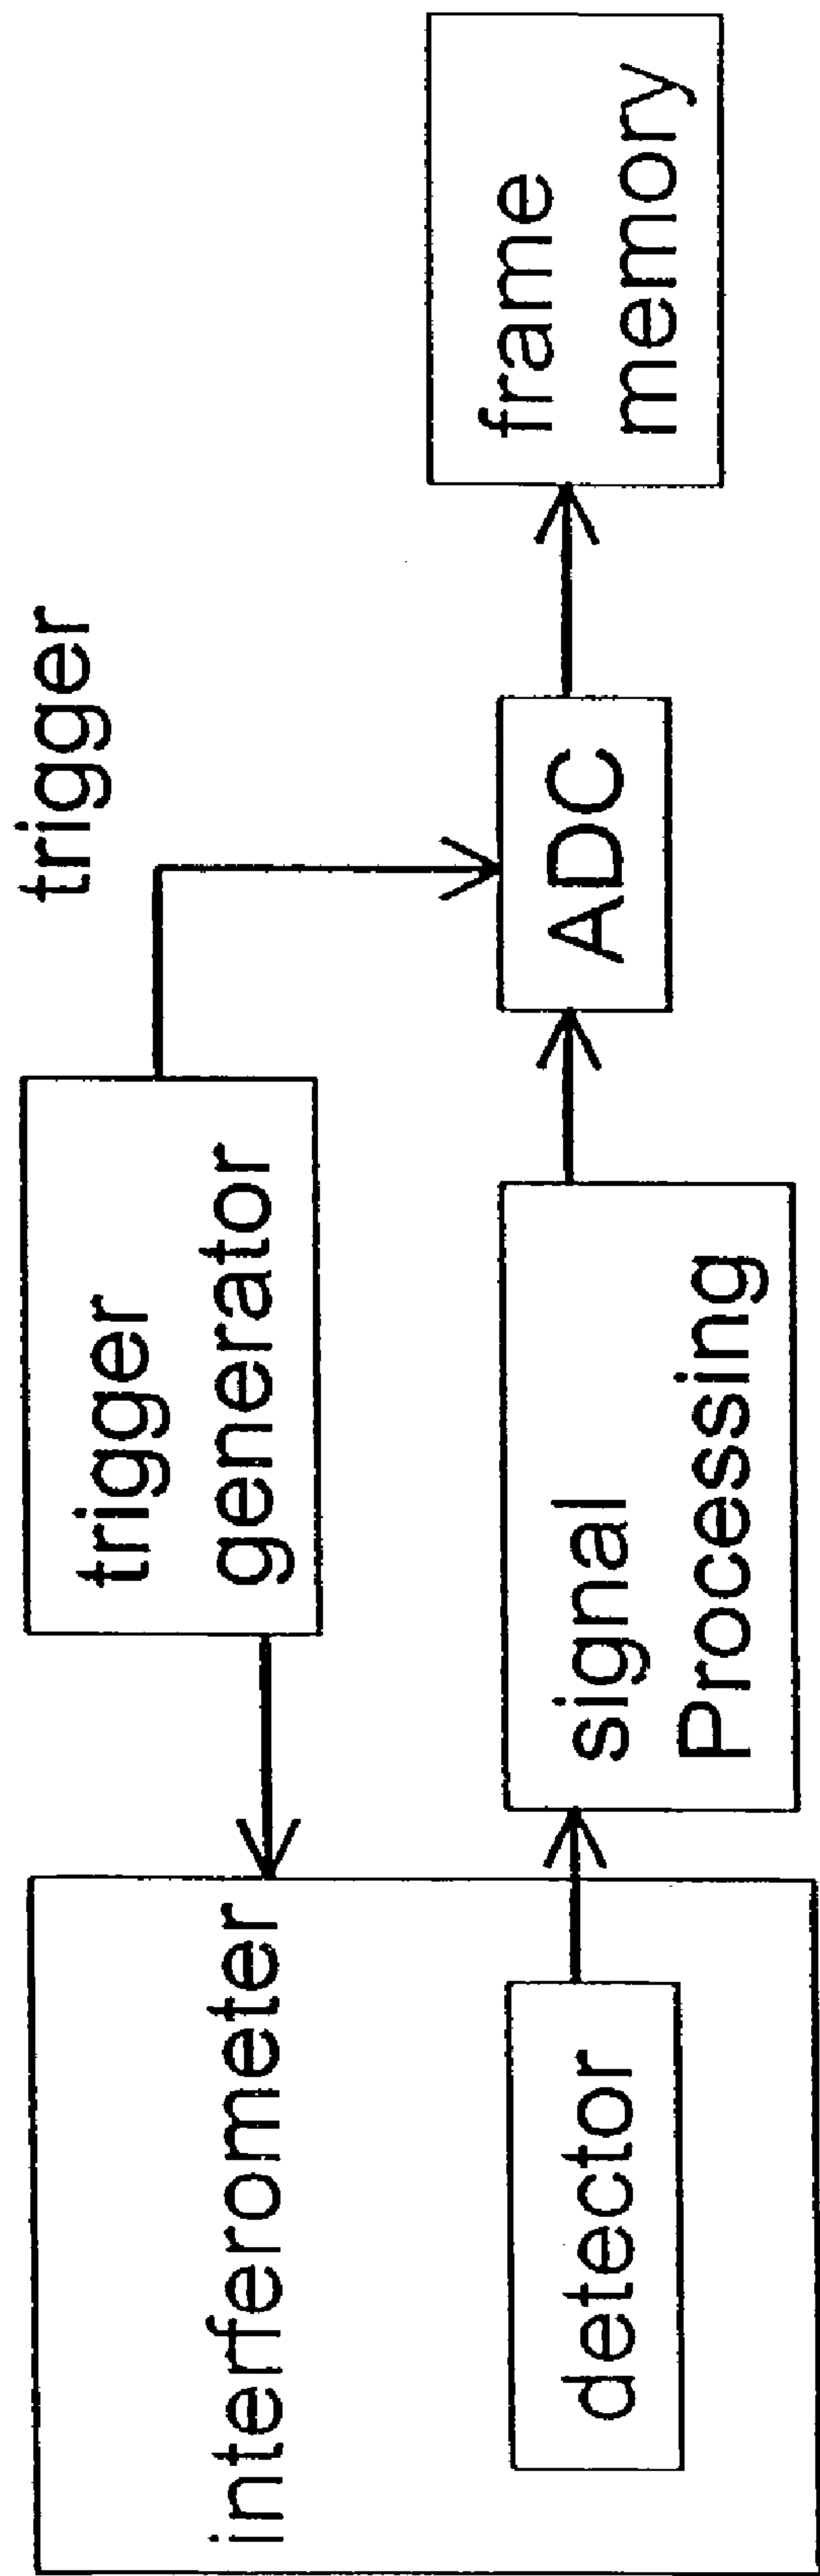 interferometer
detector
trigger
generator
signal
Processing
trigger
ADC
frame
memory